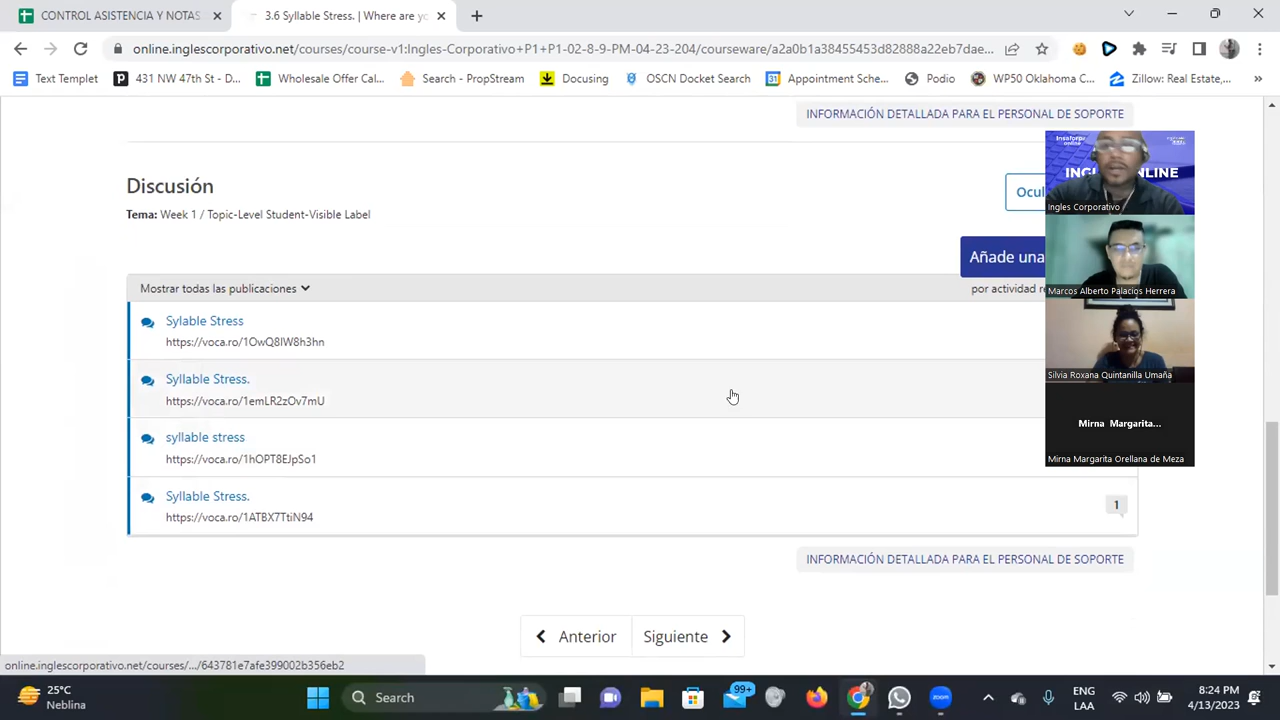 CONTROL ASISTENCIA Y NOTAS
3.6 Syllable Stress. | Where are yo
online.inglescorporativo.net/courses/course-v1:Ingles-Corporativo+P1+P1-02-8-9-PM-04-23-204/courseware/a2a0b1a38455453d82888a22eb7dae...
Text Templet
431 NW 47th St - D...
Wholesale Offer Cal...
Search - PropStream
Docusing
OSCN Docket Search
Appointment Sche...
Podio
WP50 Oklahoma C...
Zillow: Real Estate,...
INFORMACIÓN DETALLADA PARA EL PERSONAL DE SOPORTE
Discusión
Ocul
Tema: Week 1 / Topic-Level Student-Visible Label
Añade una
Mostrar todas las publicaciones
por actividad
Sylable Stress
https://voca.ro/1OwQ8IW8h3hn
Syllable Stress.
https://voca.ro/1emLR2zOv7mU
syllable stress
https://voca.ro/1hOPT8EJpSo1
Syllable Stress.
https://voca.ro/1ATBX7TtiN94
1
INFORMACIÓN DETALLADA PARA EL PERSONAL DE SOPORTE
Anterior
Siguiente
Ingles Corporativo
Marcos Alberto Palacios Herrera
Silvia Roxana Quintanilla Umaña
Mirna Margarita...
Mirna Margarita Orellana de Meza
online.inglescorporativo.net/courses/.../643781e7afe399002b356eb2
25°C
Neblina
Search
99+
ENG
LAA
8:24 PM
4/13/2023